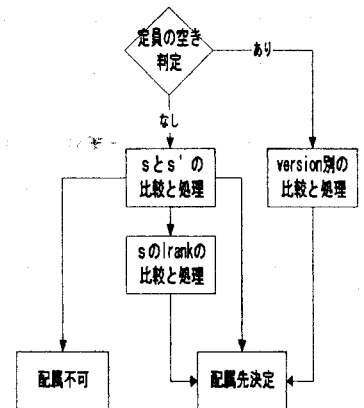 定員の空き
判定
あり
なし
sとs'の
比較と処理
version別の
比較と処理
sのlrankの
比較と処理
配属不可
配属先決定